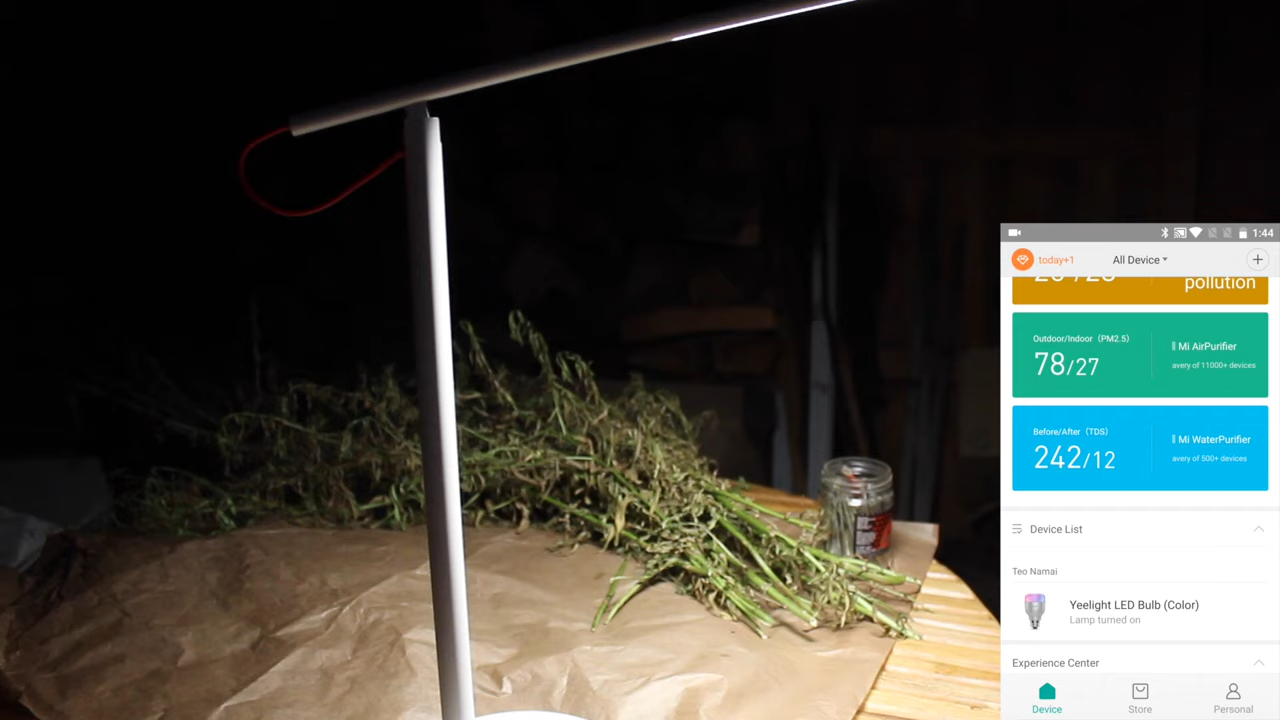 1:44
today+1
All Device
pollution
Outdoor/Indoor (PM2.5)
78/27
Mi AirPurifier
avery of 11000+ devices
Before/After (TDS)
242/12
Mi WaterPurifier
avery of 500+ devices
Device List
Teo Namai
Yeelight LED Bulb (Color)
Lamp turned on
Experience Center
Device
Store
Personal